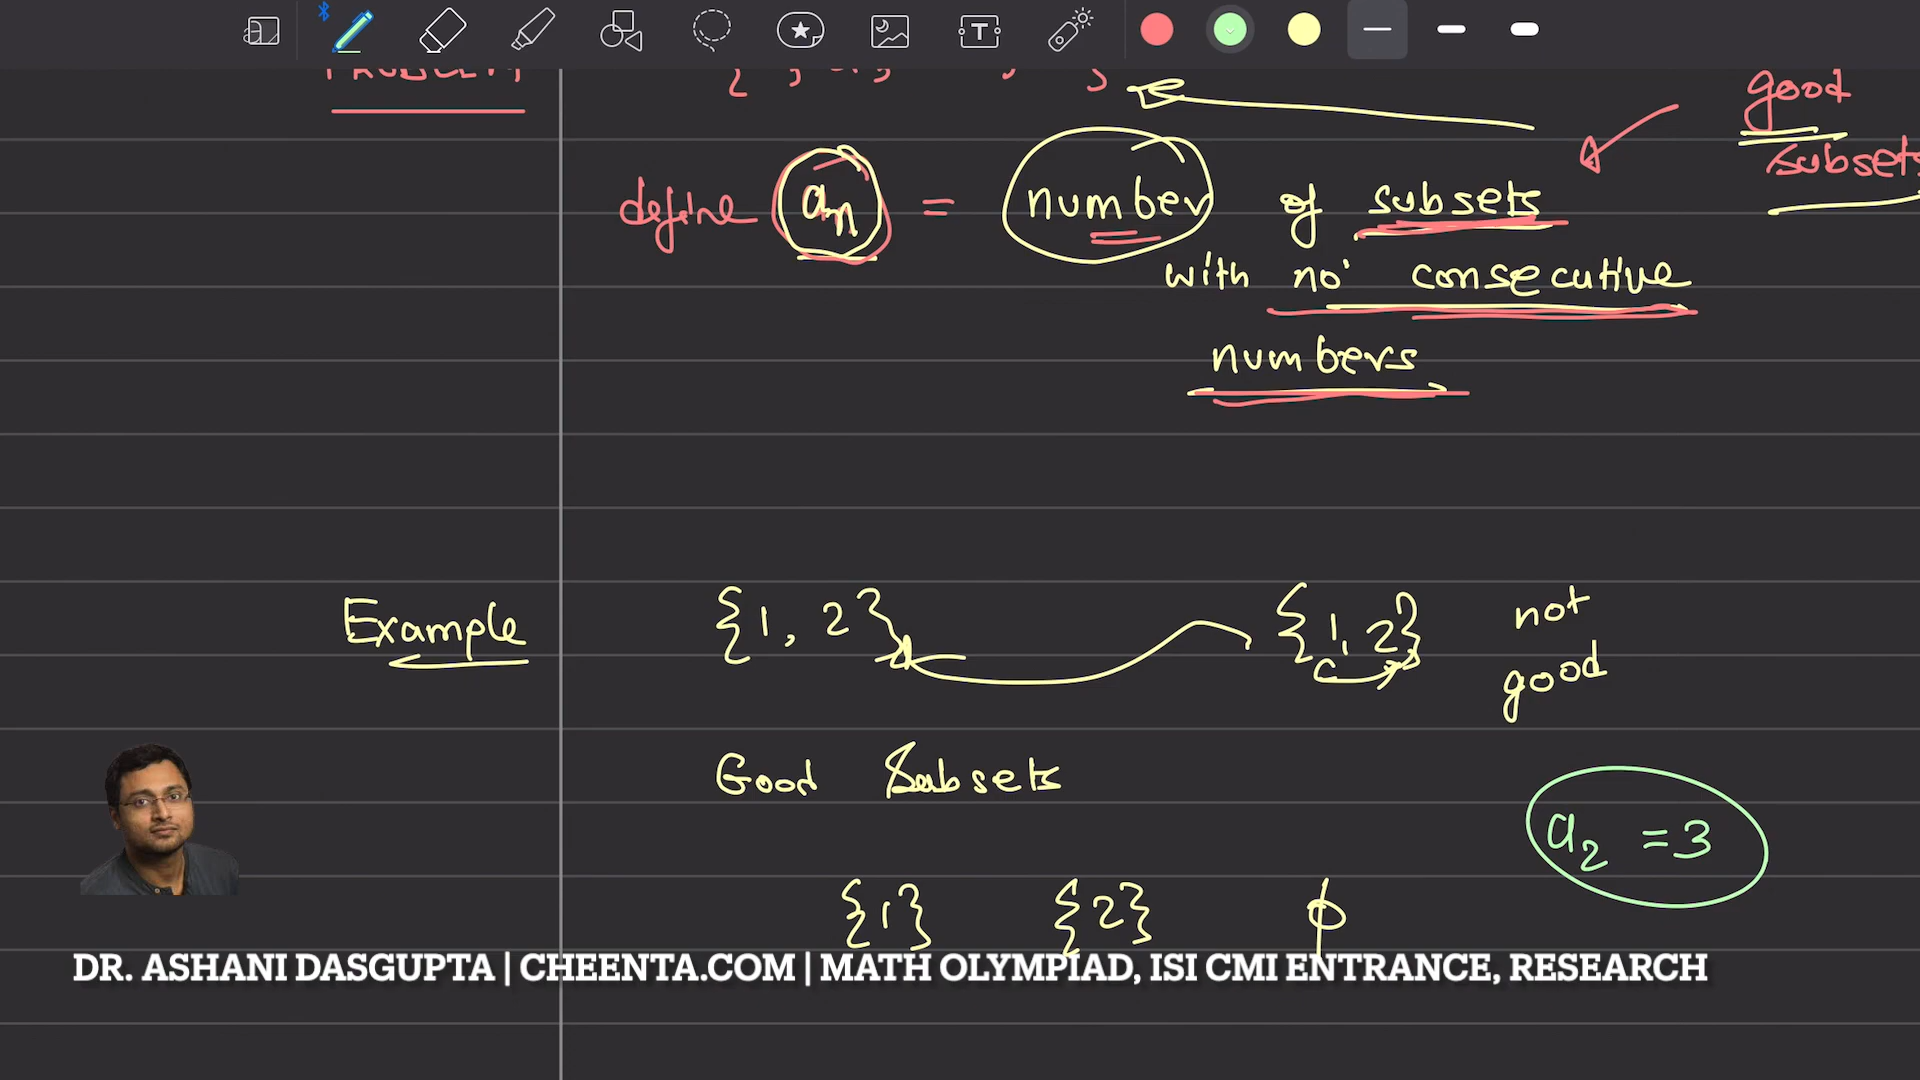 PROBLEM
good
subsets
define aₙ = number of subsets
with no consecutive
numbers
Example {1, 2} {1, 2} not
good
Good Subsets
a₂ = 3
{1} {2} ϕ
DR. ASHANI DASGUPTA | CHEENTA.COM | MATH OLYMPIAD, ISI CMI ENTRANCE, RESEARCH